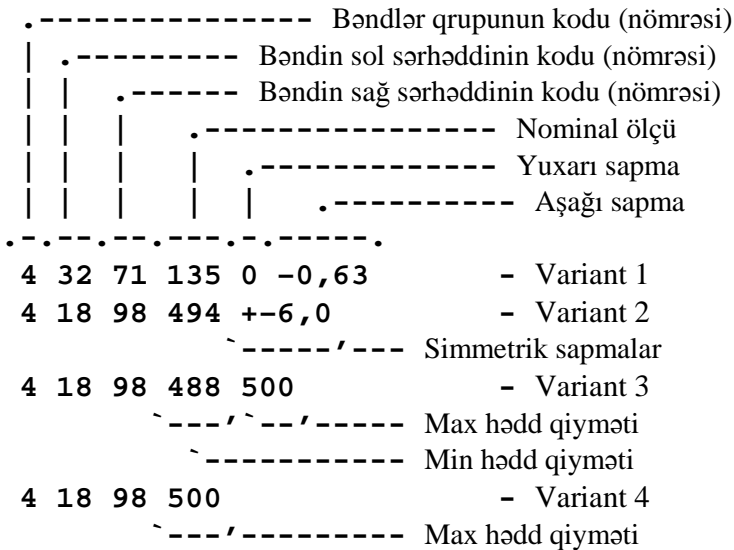 .---------------- Bəndlər qrupunun kodu (nömrəsi)
| .--------- Bəndin sol sərhəddinin kodu (nömrəsi)
| | .------ Bəndin sağ sərhəddinin kodu (nömrəsi)
| | | .---------------- Nominal ölçü
| | | | .------------- Yuxarı sapma
| | | | | .---------- Aşağı sapma
.-.--.--.---.-.-----.
4 32 71 135 0 -0,63 - Variant 1
4 18 98 494 +-6,0 - Variant 2
`-----′--- Simmetrik sapmalar
4 18 98 488 500 - Variant 3
`---′`--′----- Max hədd qiyməti
`----------- Min hədd qiyməti
4 18 98 500 - Variant 4
`---′--------- Max hədd qiyməti